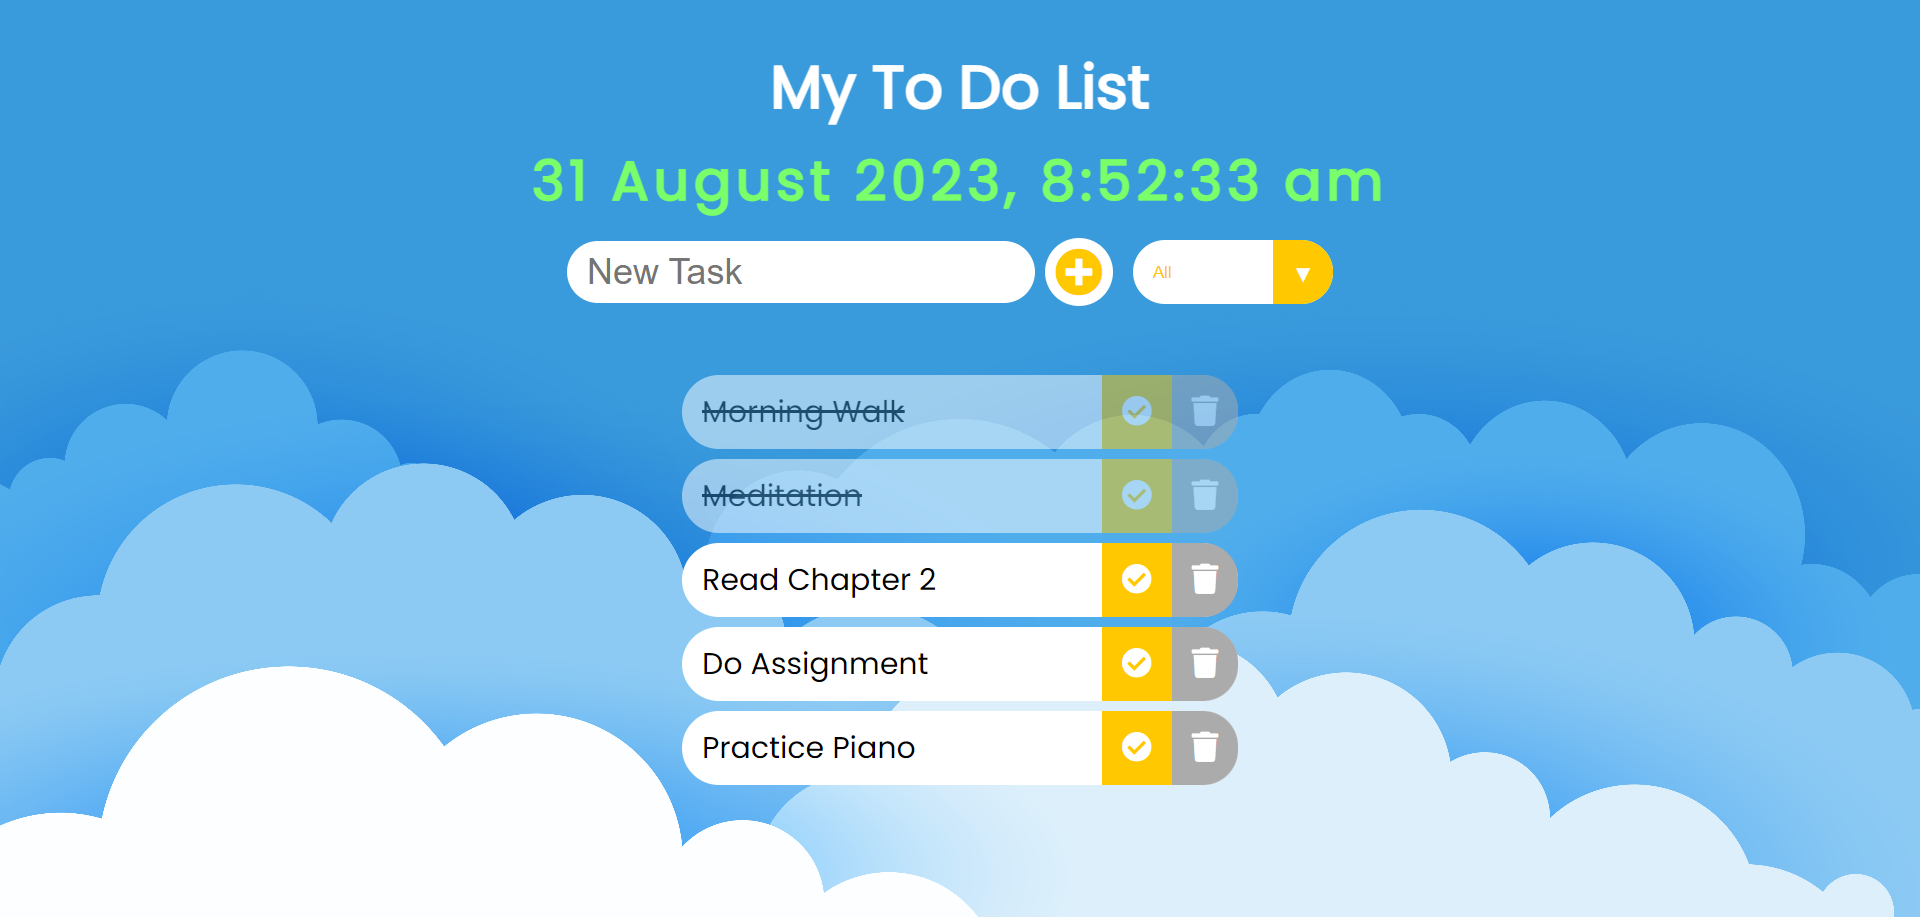 My To Do List
31 August 2023, 8:52:33 am
New Task
All
Morning Walk
Meditation
Read Chapter 2
Do Assignment
Practice Piano